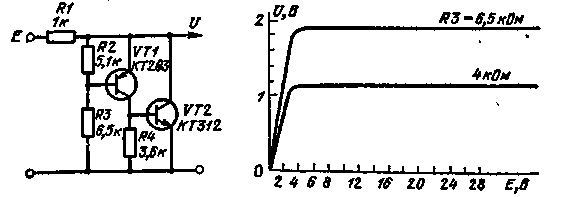 E
R1
1к
U
R2
5,1к
VT1
КТ203
VT2
КТ312
R3
6,5к
R4
3,6к
U, В
2
1
0
R3 = 6,5 кОм
4 кОм
2 4 6 8 12 16 20 24 28 E, В